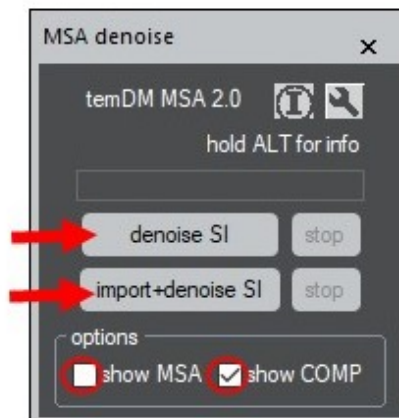 MSA denoise
temDM MSA 2.0
hold ALT for info
denoise SI stop
import+denoise SI stop
options
show MSA show COMP